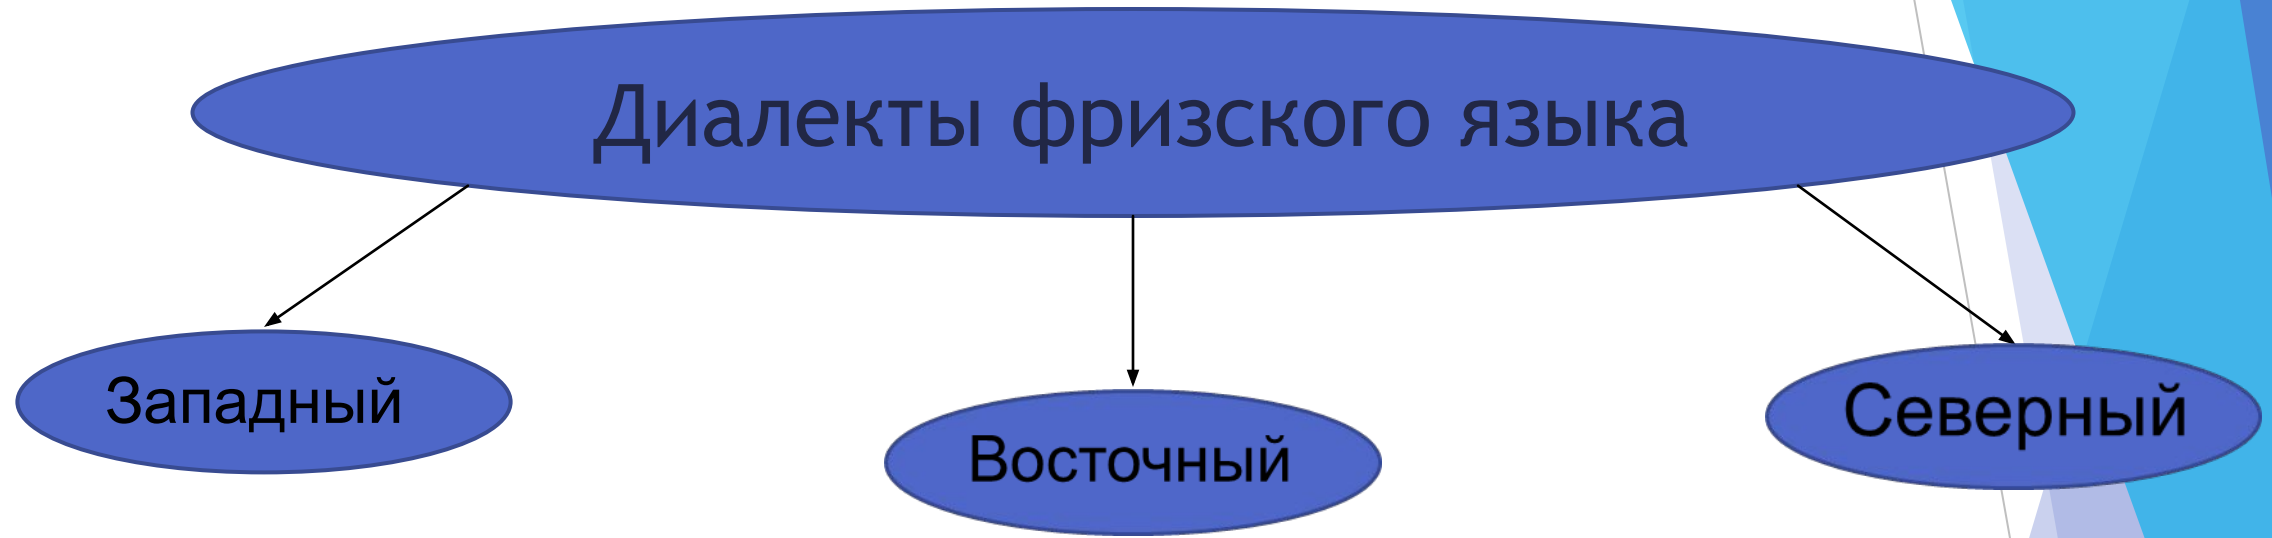 Диалекты фризского языка
Западный
Восточный
Северный